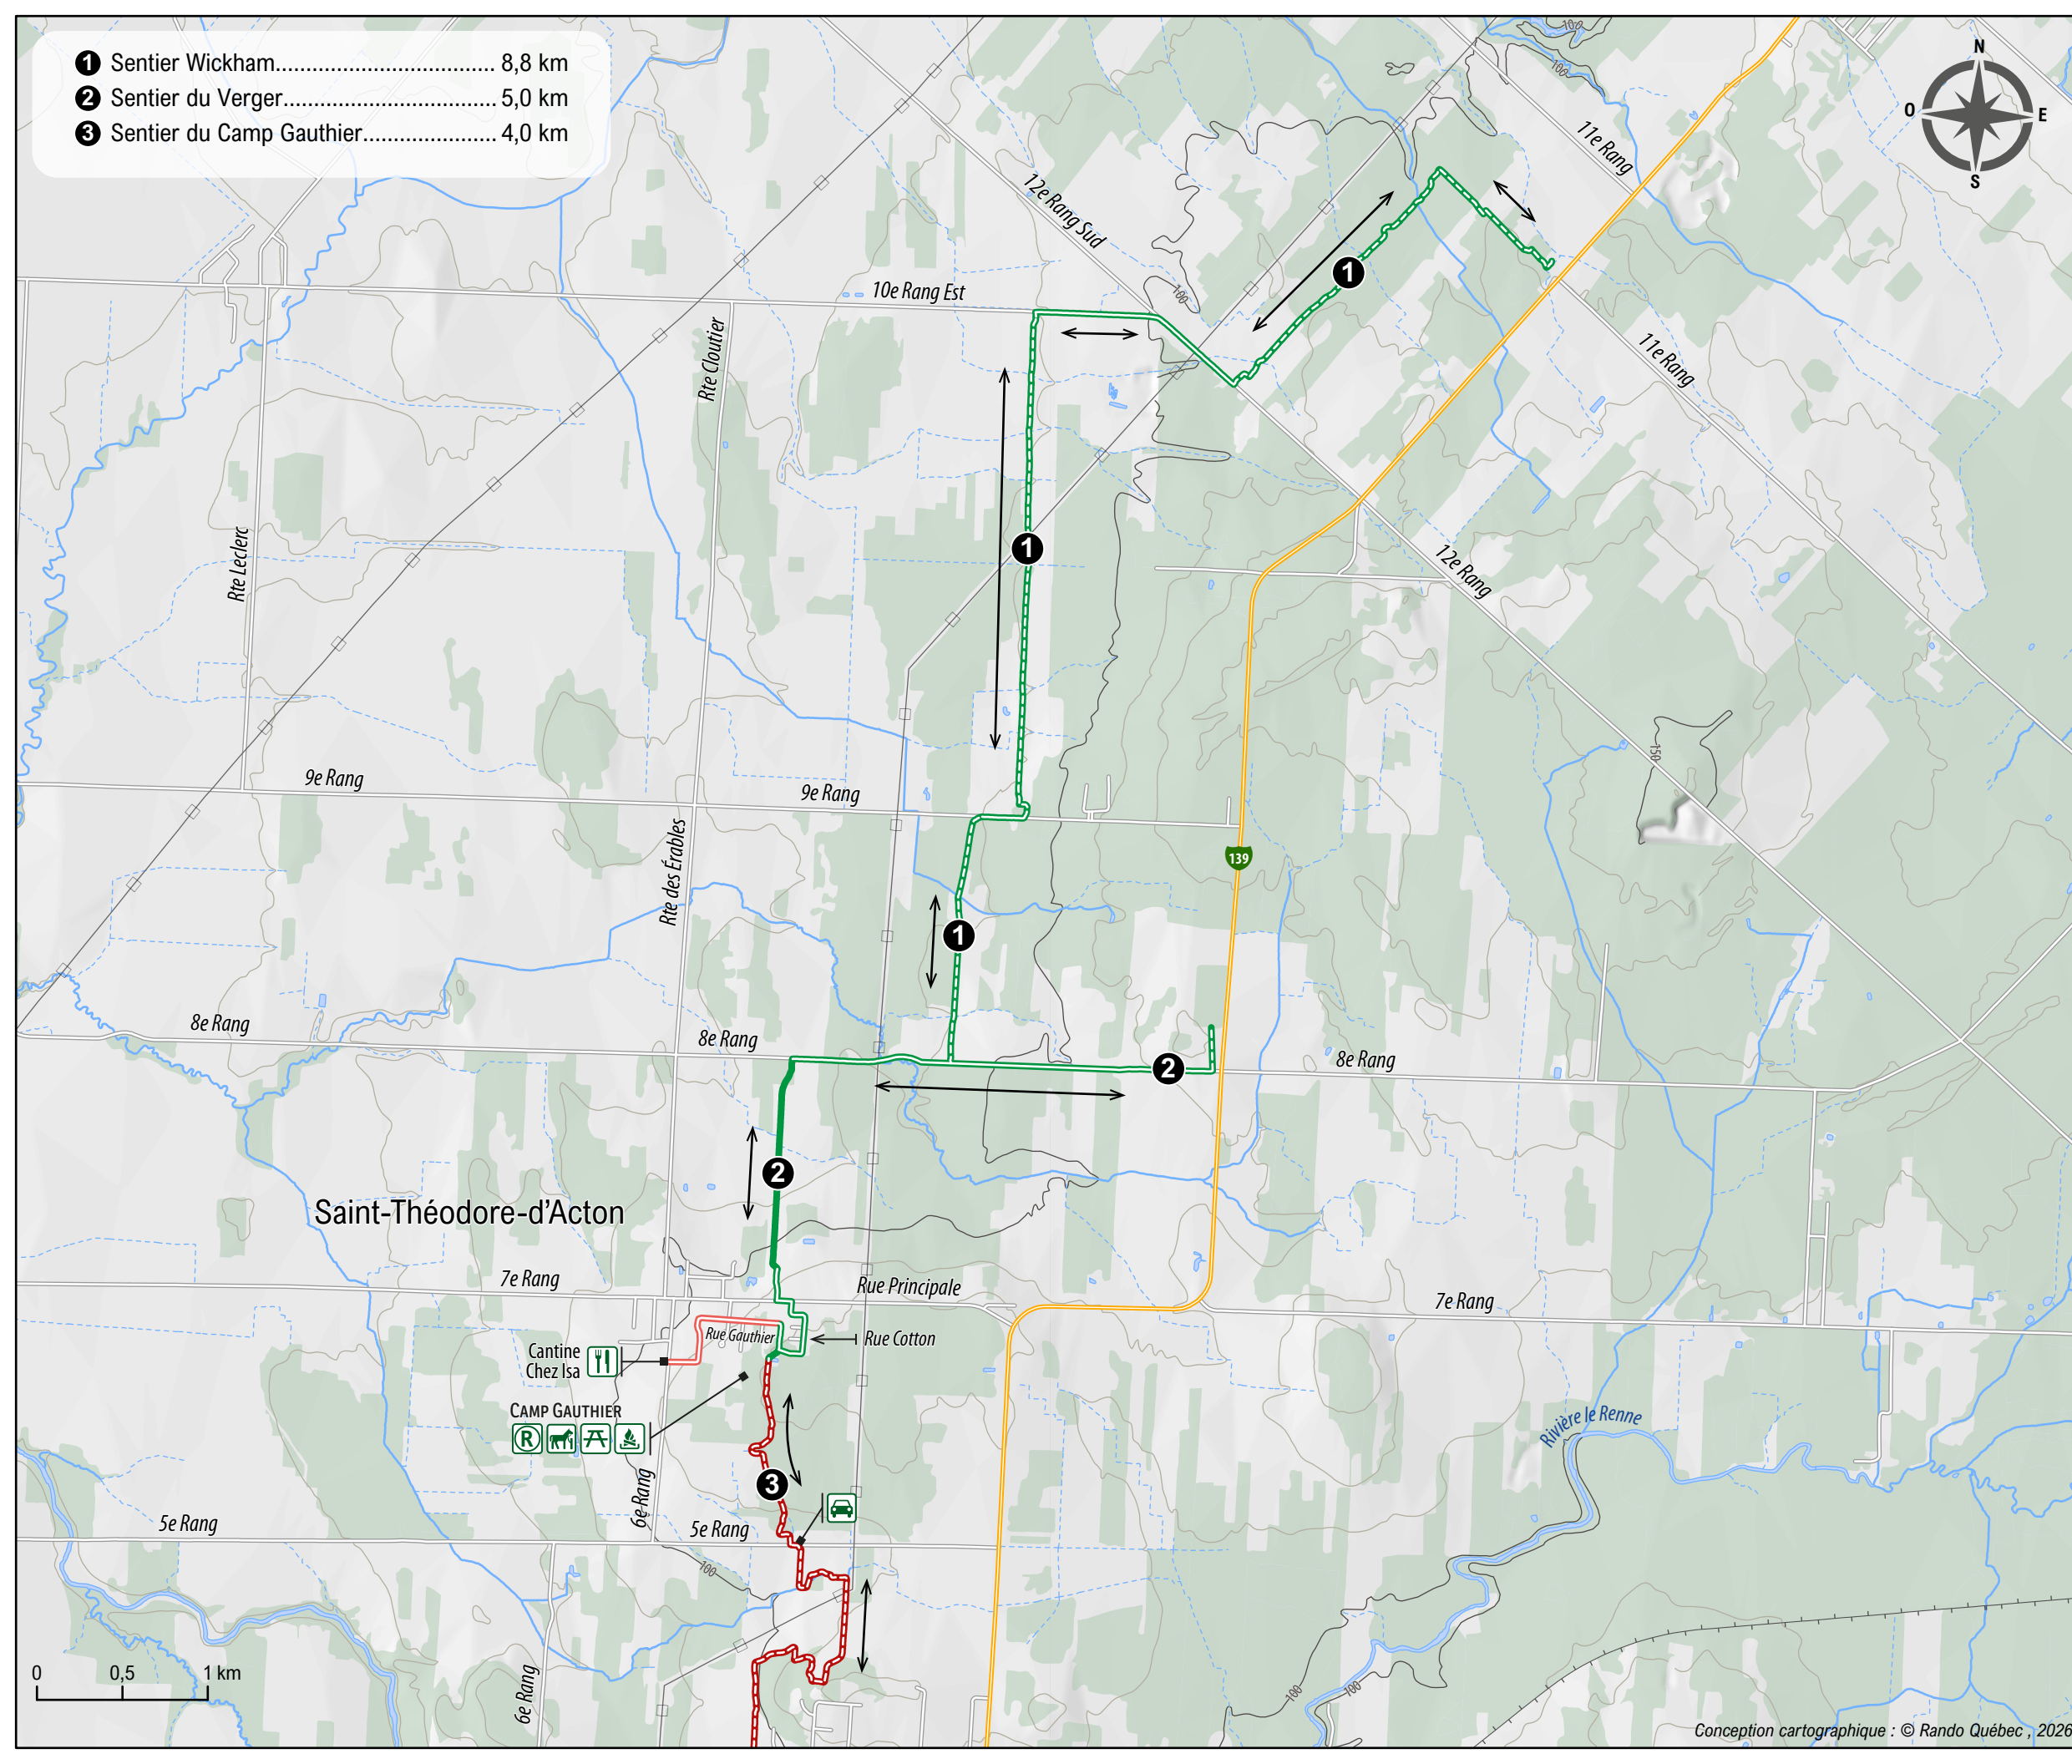 1 Sentier Wickham.................................... 8,8 km
2 Sentier du Verger................................... 5,0 km
3 Sentier du Camp Gauthier...................... 4,0 km
N
O
E
S
100
100
11e Rang
12e Rang Sud
10e Rang Est
100
1
Rte Cloutier
11e Rang
Rte Leclerc
1
12e Rang
150
9e Rang
9e Rang
Rte des Érables
139
1
8e Rang
8e Rang
8e Rang
2
2
Saint-Théodore-d'Acton
7e Rang
Rue Principale
7e Rang
Rue Gauthier
Rue Cotton
Cantine
Chez Isa
CAMP GAUTHIER
R
Rivière le Renne
3
6e Rang
5e Rang
5e Rang
100
6e Rang
0 0,5 1 km
100
100
Conception cartographique : © Rando Québec , 2026